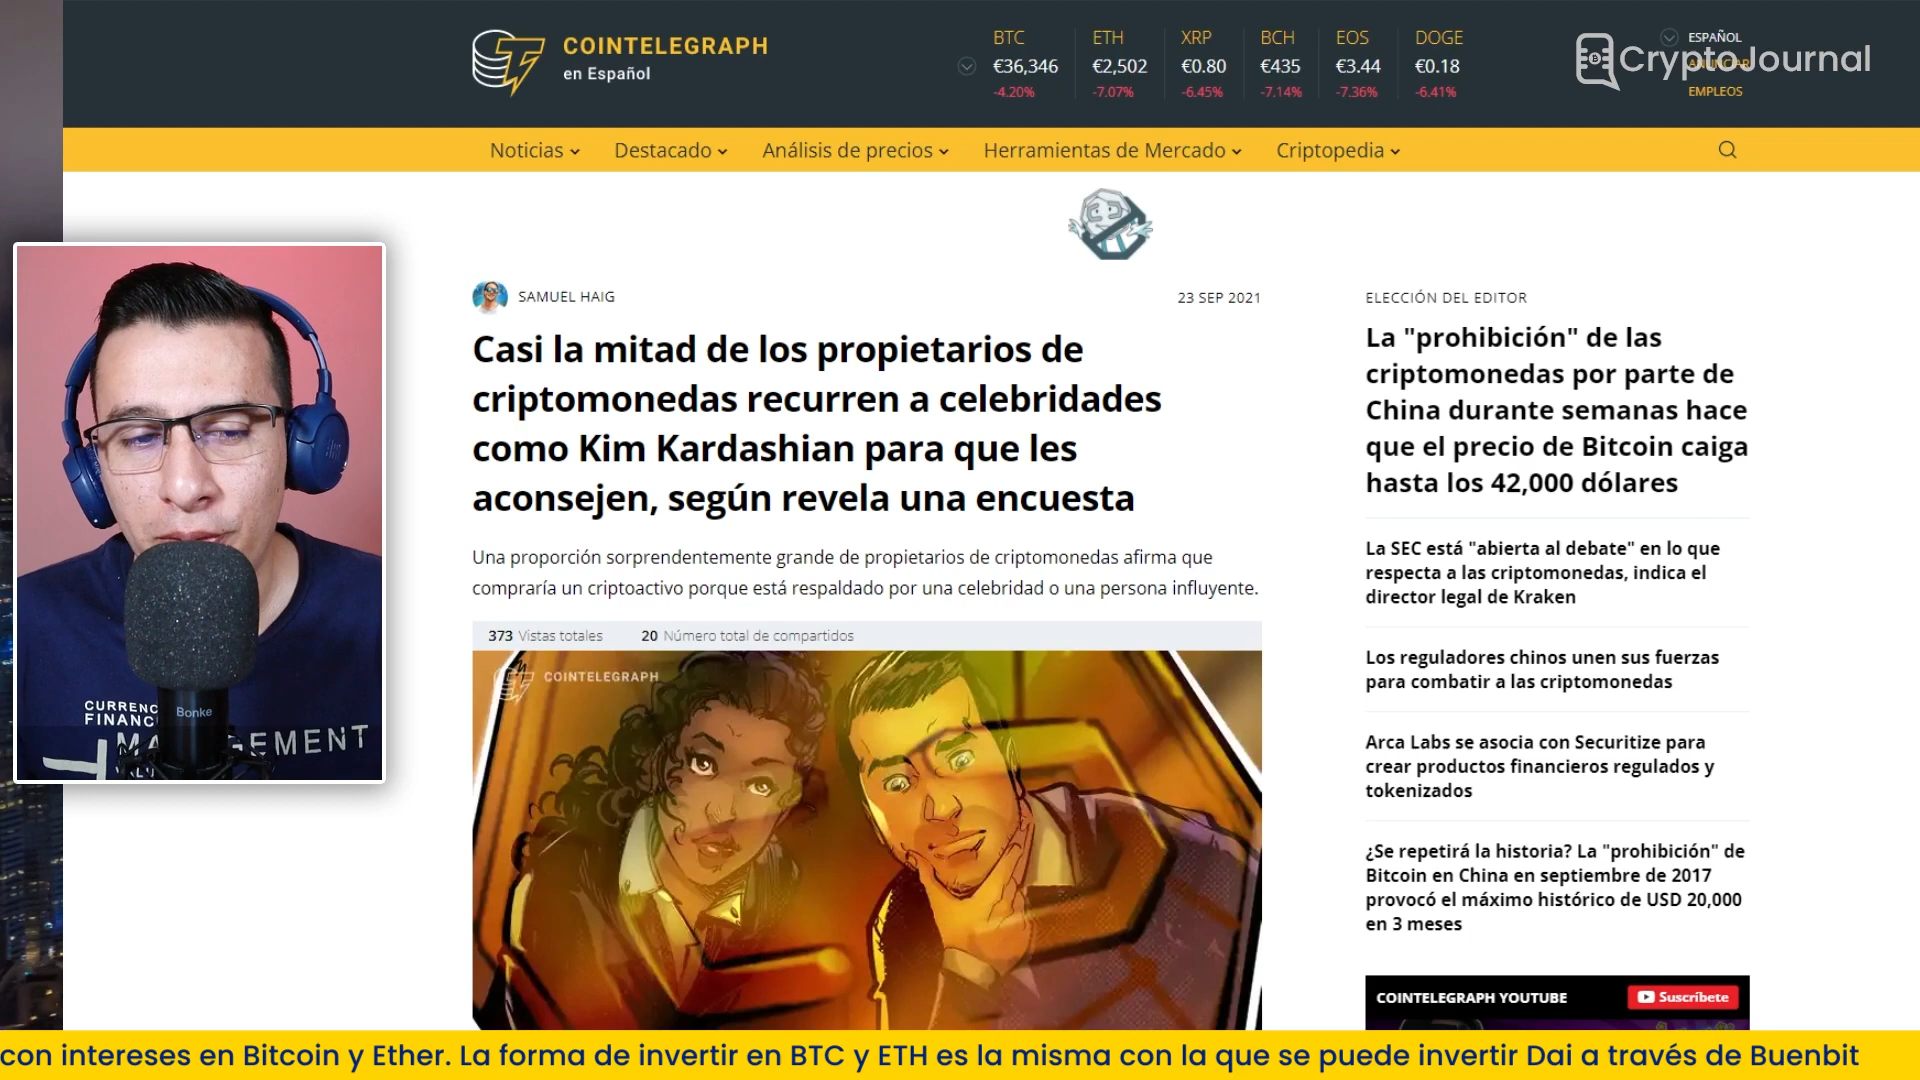 COINTELEGRAPH
en Español
BTC
€36,346
-4.20%
ETH
€2,502
-7.07%
XRP
€0.80
-6.45%
BCH
€435
-7.14%
EOS
€3.44
-7.36%
DOGE
€0.18
-6.41%
ESPAÑOL
ANUNCIAR
EMPLEOS
CryptoJournal
Noticias
Destacado
Análisis de precios
Herramientas de Mercado
Criptopedia
SAMUEL HAIG
23 SEP 2021
Casi la mitad de los propietarios de
criptomonedas recurren a celebridades
como Kim Kardashian para que les
aconsejen, según revela una encuesta
Una proporción sorprendentemente grande de propietarios de criptomonedas afirma que
compraría un criptoactivo porque está respaldado por una celebridad o una persona influyente.
373 Vistas totales
20 Número total de compartidos
COINTELEGRAPH
ELECCIÓN DEL EDITOR
La "prohibición" de las
criptomonedas por parte de
China durante semanas hace
que el precio de Bitcoin caiga
hasta los 42,000 dólares
La SEC está "abierta al debate" en lo que
respecta a las criptomonedas, indica el
director legal de Kraken
Los reguladores chinos unen sus fuerzas
para combatir a las criptomonedas
Arca Labs se asocia con Securitize para
crear productos financieros regulados y
tokenizados
¿Se repetirá la historia? La "prohibición" de
Bitcoin en China en septiembre de 2017
provocó el máximo histórico de USD 20,000
en 3 meses
COINTELEGRAPH YOUTUBE
Suscríbete
CURRENC
FINANC
Bonke
MA GEMENT
con intereses en Bitcoin y Ether. La forma de invertir en BTC y ETH es la misma con la que se puede invertir Dai a través de Buenbit